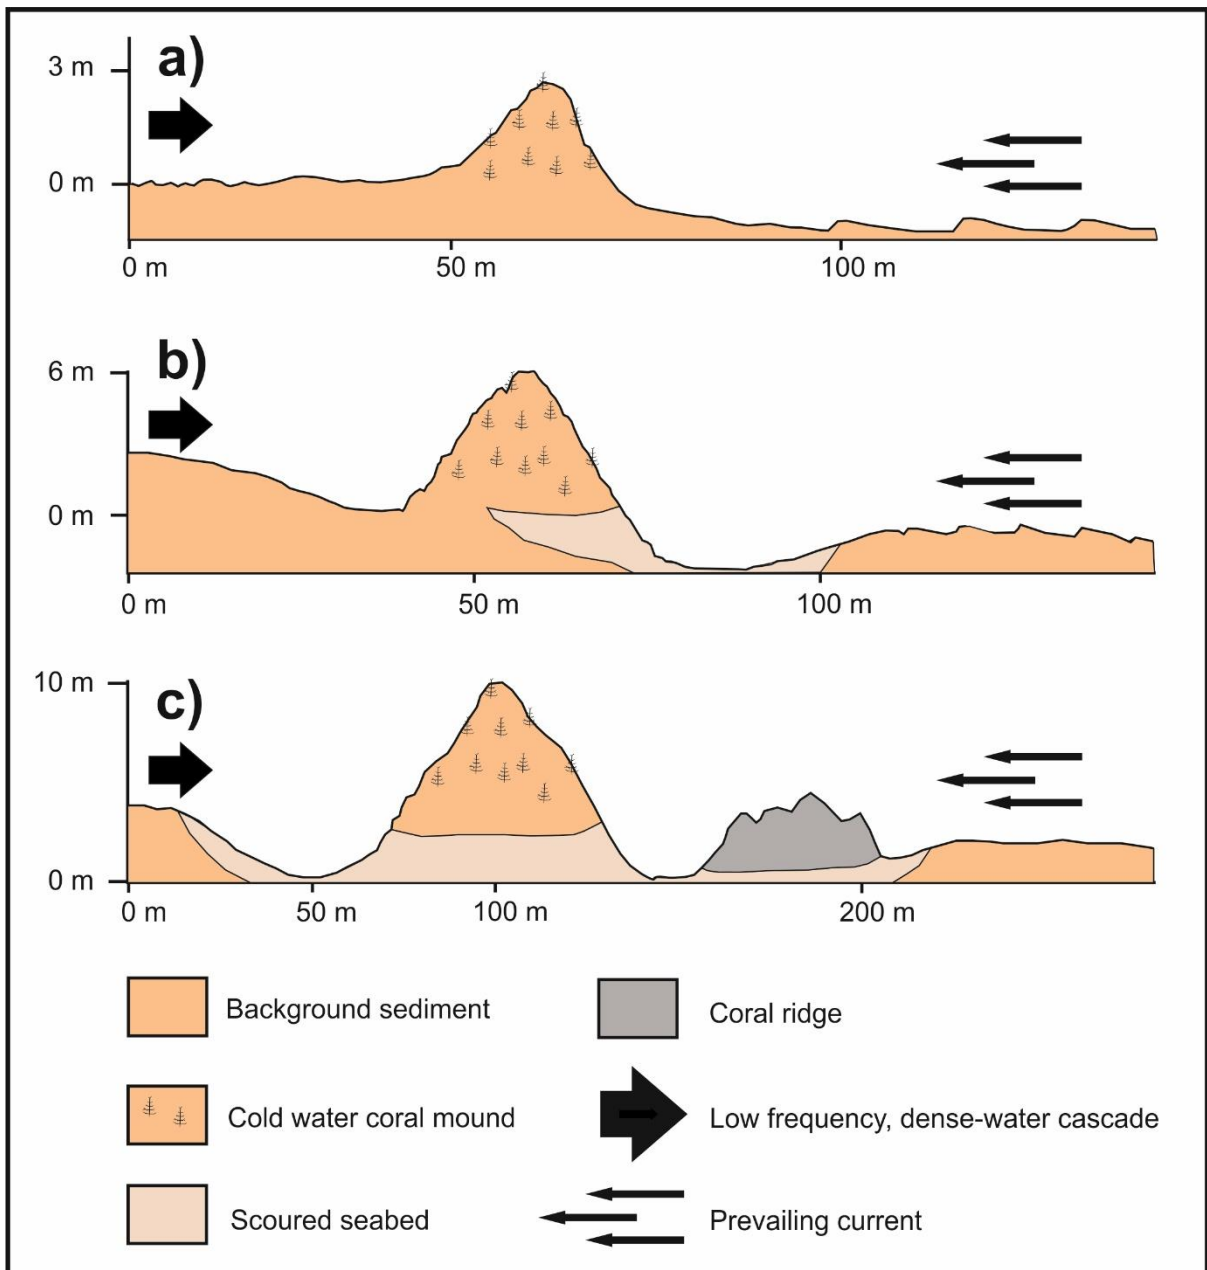 a)
3 m
0 m
0 m 50 m 100 m
b)
6 m
0 m
0 m 50 m 100 m
c)
10 m
0 m
0 m 50 m 100 m 200 m
Background sediment
Coral ridge
Cold water coral mound
Low frequency, dense-water cascade
Scoured seabed
Prevailing current